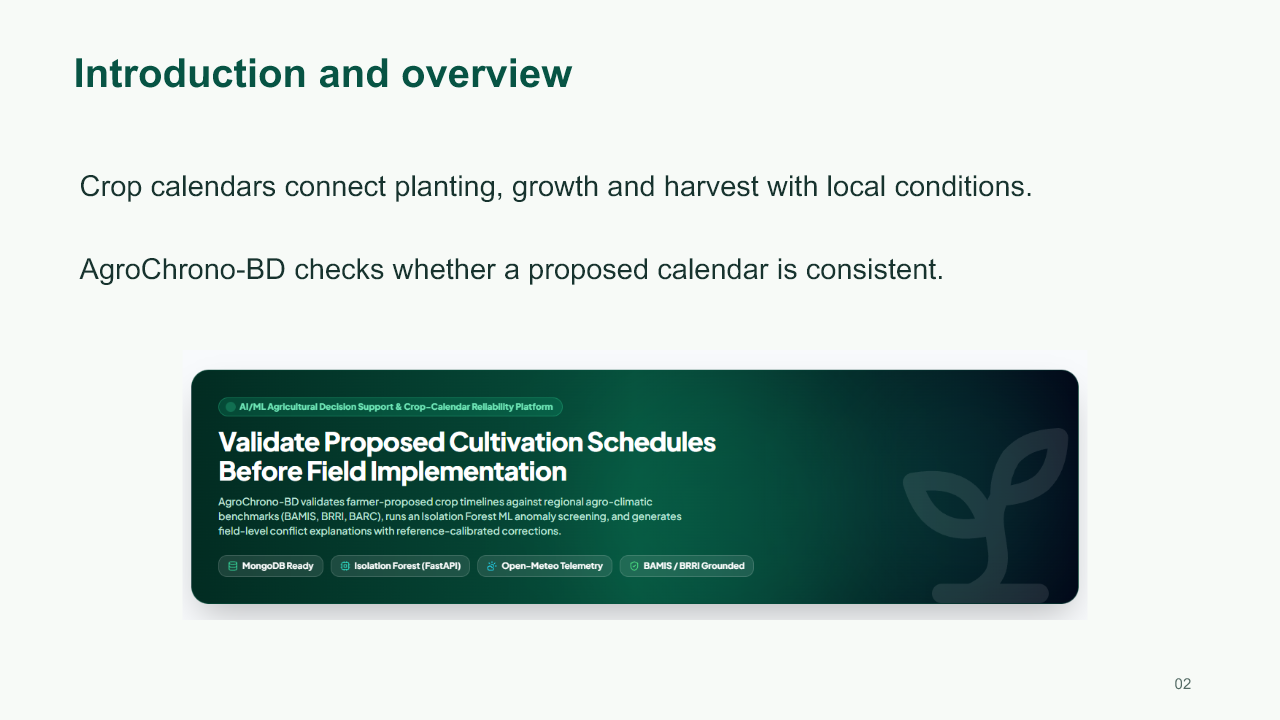 Introduction and overview
Crop calendars connect planting, growth and harvest with local conditions.
AgroChrono-BD checks whether a proposed calendar is consistent.
AI/ML Agricultural Decision Support & Crop-Calendar Reliability Platform
Validate Proposed Cultivation Schedules
Before Field Implementation
AgroChrono-BD validates farmer-proposed crop timelines against regional agro-climatic
benchmarks (BAMIS, BRRI, BARC), runs an Isolation Forest ML anomaly screening, and generates
field-level conflict explanations with reference-calibrated corrections.
MongoDB Ready
Isolation Forest (FastAPI)
Open-Meteo Telemetry
BAMIS / BRRI Grounded
02